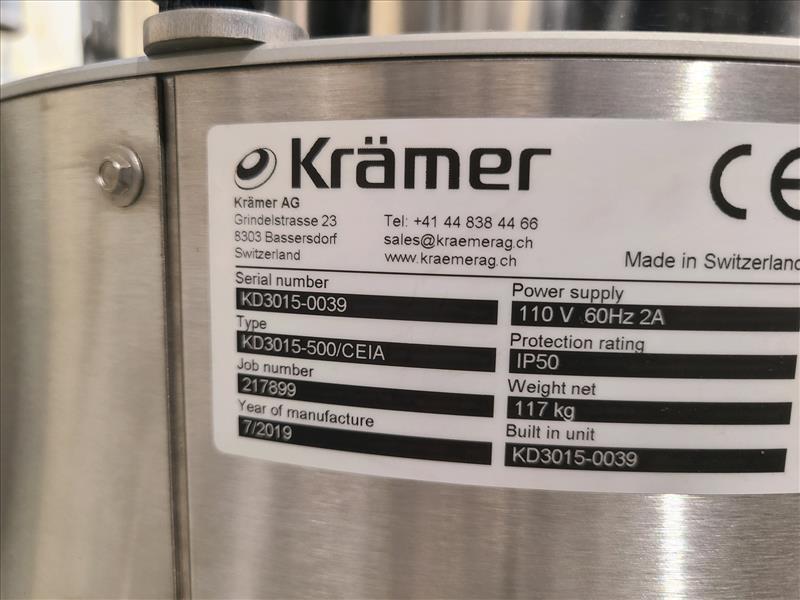 Krämer
CE
Krämer AG
Grindelstrasse 23
8303 Bassersdorf
Switzerland
Tel: +41 44 838 44 66
sales@kraemerag.ch
www.kraemerag.ch
Made in Switzerland
Serial number
KD3015-0039
Type
KD3015-500/CEIA
Job number
217899
Year of manufacture
7/2019
Power supply
110 V 60Hz 2A
Protection rating
IP50
Weight net
117 kg
Built in unit
KD3015-0039